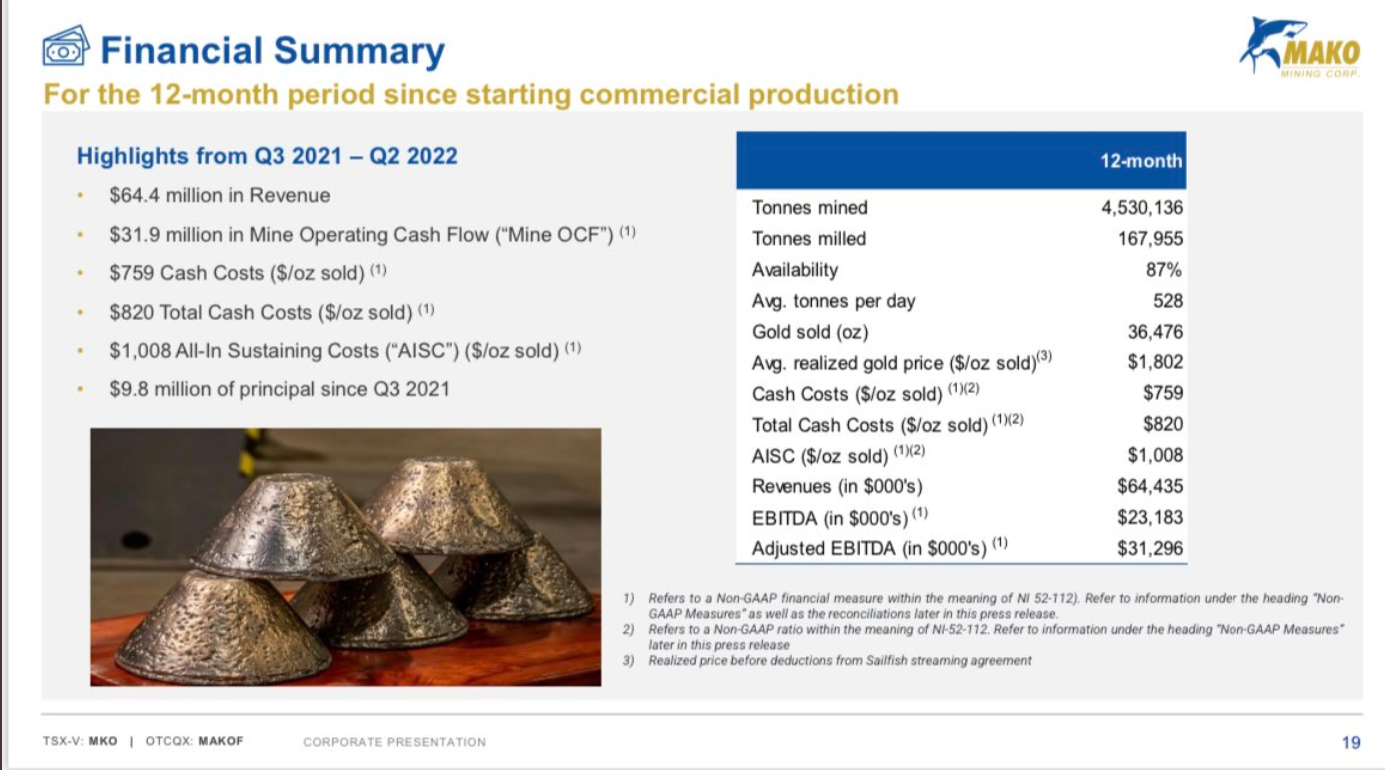 Financial Summary
For the 12-month period since starting commercial production
MAKO
MINING CORP.
Highlights from Q3 2021 – Q2 2022
• $64.4 million in Revenue
• $31.9 million in Mine Operating Cash Flow (“Mine OCF”) (1)
• $759 Cash Costs ($/oz sold) (1)
• $820 Total Cash Costs ($/oz sold) (1)
• $1,008 All-In Sustaining Costs (“AISC”) ($/oz sold) (1)
• $9.8 million of principal since Q3 2021
12-month
Tonnes mined 4,530,136
Tonnes milled 167,955
Availability 87%
Avg. tonnes per day 528
Gold sold (oz) 36,476
Avg. realized gold price ($/oz sold)(3) $1,802
Cash Costs ($/oz sold) (1)(2) $759
Total Cash Costs ($/oz sold) (1)(2) $820
AISC ($/oz sold) (1)(2) $1,008
Revenues (in $000's) $64,435
EBITDA (in $000's) (1) $23,183
Adjusted EBITDA (in $000's) (1) $31,296
1) Refers to a Non-GAAP financial measure within the meaning of NI 52-112). Refer to information under the heading "Non-
GAAP Measures" as well as the reconciliations later in this press release.
2) Refers to a Non-GAAP ratio within the meaning of NI-52-112. Refer to information under the heading "Non-GAAP Measures"
later in this press release
3) Realized price before deductions from Sailfish streaming agreement
TSX-V: MKO | OTCQX: MAKOF CORPORATE PRESENTATION 19